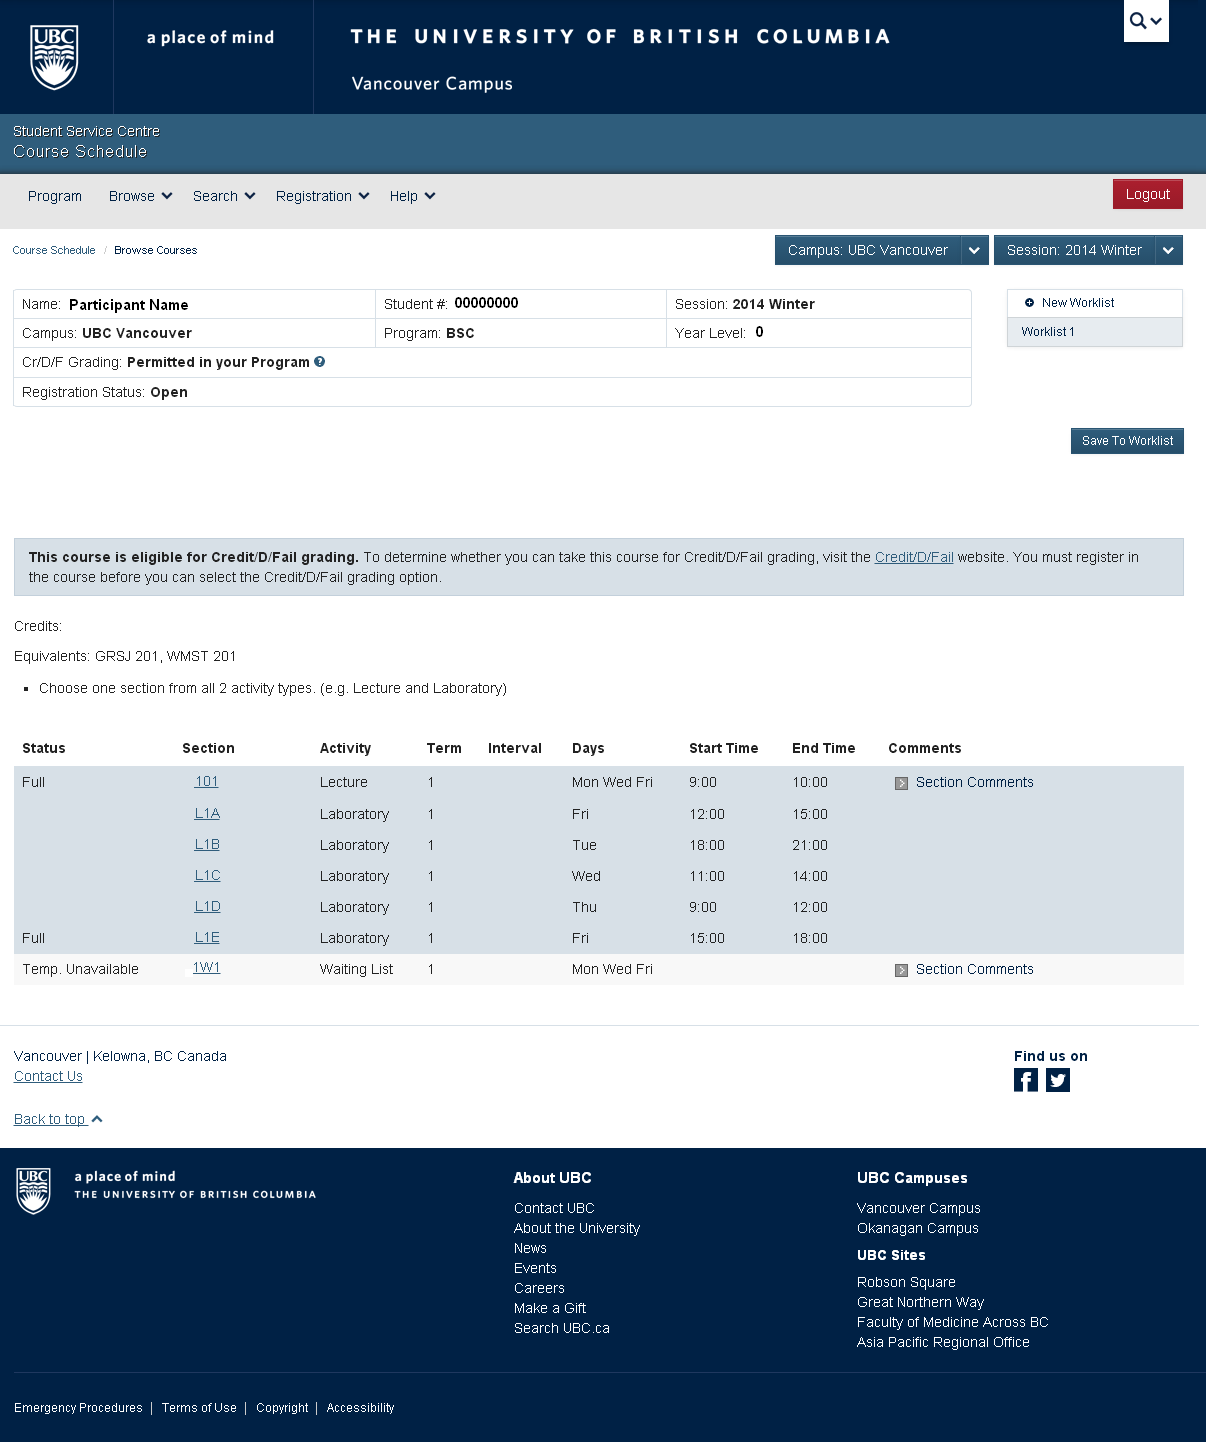 UBC a place of mind THE UNIVERSITY OF BRITISH COLUMBIA
Vancouver Campus
Student Service Centre
Course Schedule
Program Browse Search Registration Help Logout
Course Schedule / Browse Courses Campus: UBC Vancouver Session: 2014 Winter
Name: Participant Name Student #: 00000000 Session: 2014 Winter
Campus: UBC Vancouver Program: BSC Year Level: 0
Cr/D/F Grading: Permitted in your Program ?
Registration Status: Open
New Worklist
Worklist 1
Save To Worklist
This course is eligible for Credit/D/Fail grading. To determine whether you can take this course for Credit/D/Fail grading, visit the Credit/D/Fail website. You must register in
the course before you can select the Credit/D/Fail grading option.
Credits:
Equivalents: GRSJ 201, WMST 201
▪ Choose one section from all 2 activity types. (e.g. Lecture and Laboratory)
Status Section Activity Term Interval Days Start Time End Time Comments
Full 101 Lecture 1 Mon Wed Fri 9:00 10:00 Section Comments
L1A Laboratory 1 Fri 12:00 15:00
L1B Laboratory 1 Tue 18:00 21:00
L1C Laboratory 1 Wed 11:00 14:00
L1D Laboratory 1 Thu 9:00 12:00
Full L1E Laboratory 1 Fri 15:00 18:00
Temp. Unavailable 1W1 Waiting List 1 Mon Wed Fri Section Comments
Vancouver | Kelowna, BC Canada
Contact Us
Find us on
Back to top
UBC a place of mind
THE UNIVERSITY OF BRITISH COLUMBIA
About UBC
Contact UBC
About the University
News
Events
Careers
Make a Gift
Search UBC.ca
UBC Campuses
Vancouver Campus
Okanagan Campus
UBC Sites
Robson Square
Great Northern Way
Faculty of Medicine Across BC
Asia Pacific Regional Office
Emergency Procedures | Terms of Use | Copyright | Accessibility